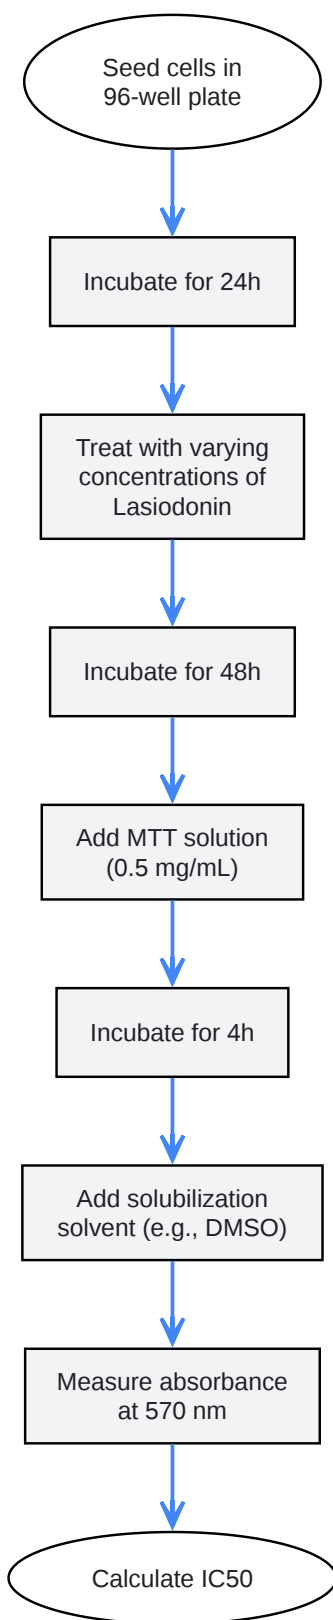 Seed cells in
96-well plate
Incubate for 24h
Treat with varying
concentrations of
Lasiodonin
Incubate for 48h
Add MTT solution
(0.5 mg/mL)
Incubate for 4h
Add solubilization
solvent (e.g., DMSO)
Measure absorbance
at 570 nm
Calculate IC50